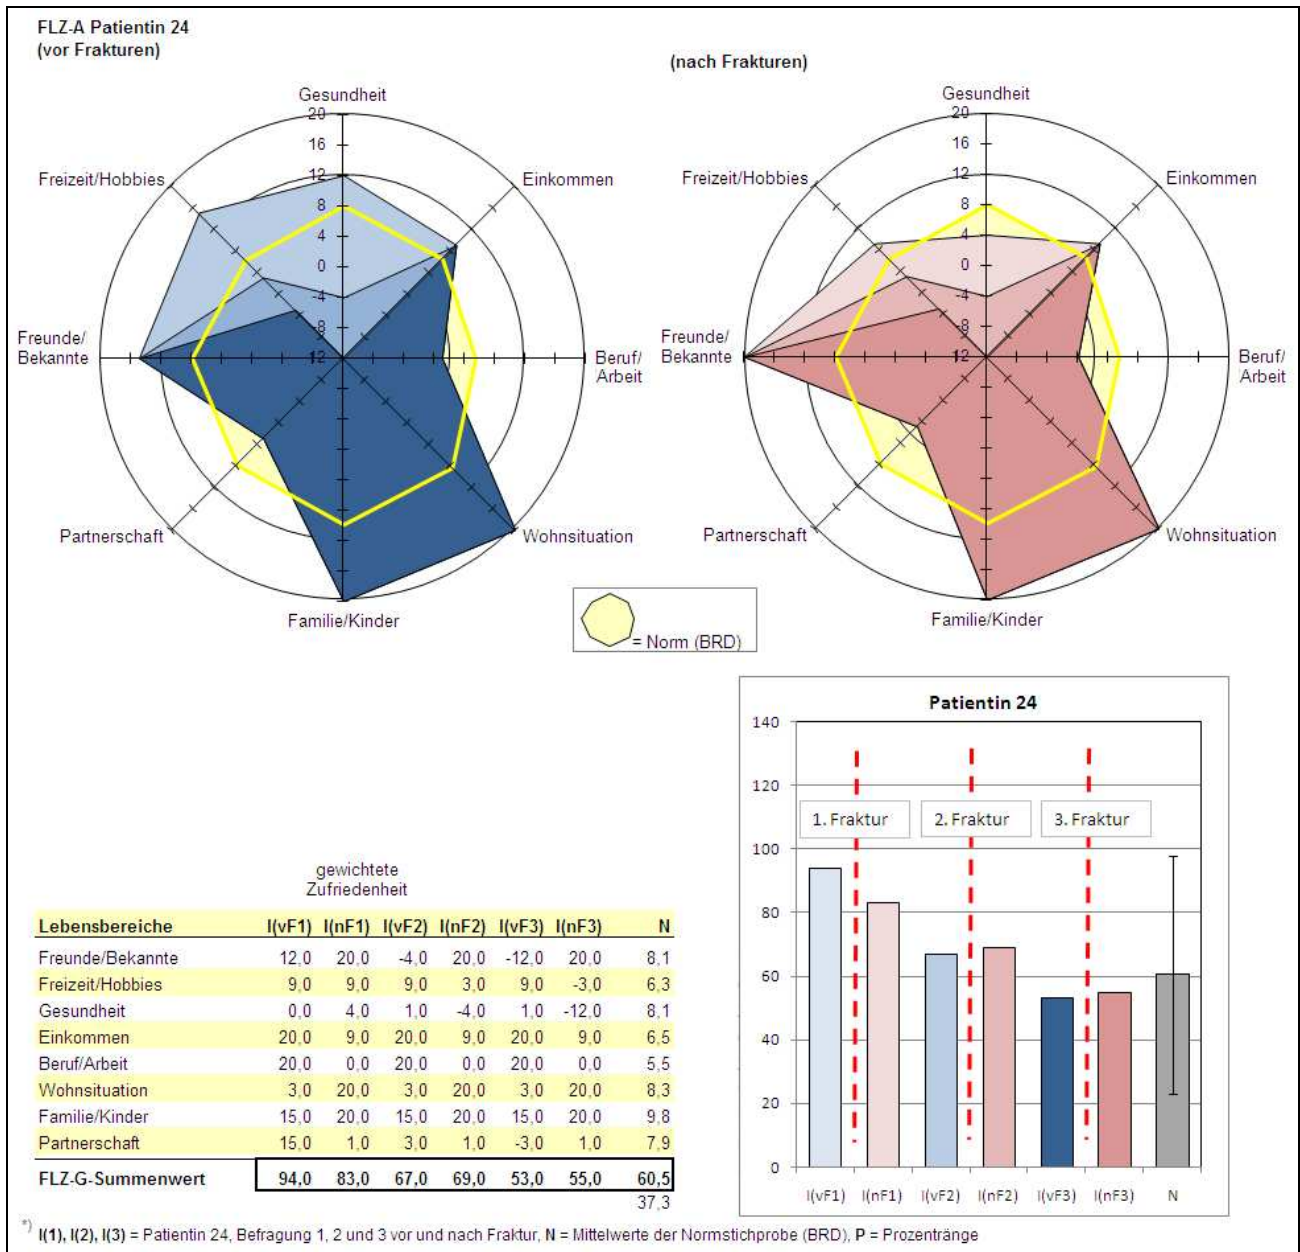 FLZ-A Patientin 24
(vor Frakturen)
(nach Frakturen)
Gesundheit
20
16
12
8
4
0
-4
-8
-12
Freizeit/Hobbies
Einkommen
Freunde/
Bekannte
Beruf/
Arbeit
Partnerschaft
Wohnsituation
Familie/Kinder
Gesundheit
20
16
12
8
4
0
-4
-8
-12
Freizeit/Hobbies
Einkommen
Freunde/
Bekannte
Beruf/
Arbeit
Partnerschaft
Wohnsituation
Familie/Kinder
= Norm (BRD)
Patientin 24
140
120
100
80
60
40
20
0
1. Fraktur 2. Fraktur 3. Fraktur
I(vF1) I(nF1) I(vF2) I(nF2) I(vF3) I(nF3) N
gewichtete
Zufriedenheit
Lebensbereiche I(vF1) I(nF1) I(vF2) I(nF2) I(vF3) I(nF3) N
Freunde/Bekannte 12,0 20,0 -4,0 20,0 -12,0 20,0 8,1
Freizeit/Hobbies 9,0 9,0 9,0 3,0 9,0 -3,0 6,3
Gesundheit 0,0 4,0 1,0 -4,0 1,0 -12,0 8,1
Einkommen 20,0 9,0 20,0 9,0 20,0 9,0 6,5
Beruf/Arbeit 20,0 0,0 20,0 0,0 20,0 0,0 5,5
Wohnsituation 3,0 20,0 3,0 20,0 3,0 20,0 8,3
Familie/Kinder 15,0 20,0 15,0 20,0 15,0 20,0 9,8
Partnerschaft 15,0 1,0 3,0 1,0 -3,0 1,0 7,9
FLZ-G-Summenwert 94,0 83,0 67,0 69,0 53,0 55,0 60,5
37,3
*) I(1), I(2), I(3) = Patientin 24, Befragung 1, 2 und 3 vor und nach Fraktur, N = Mittelwerte der Normstichprobe (BRD), P = Prozentränge